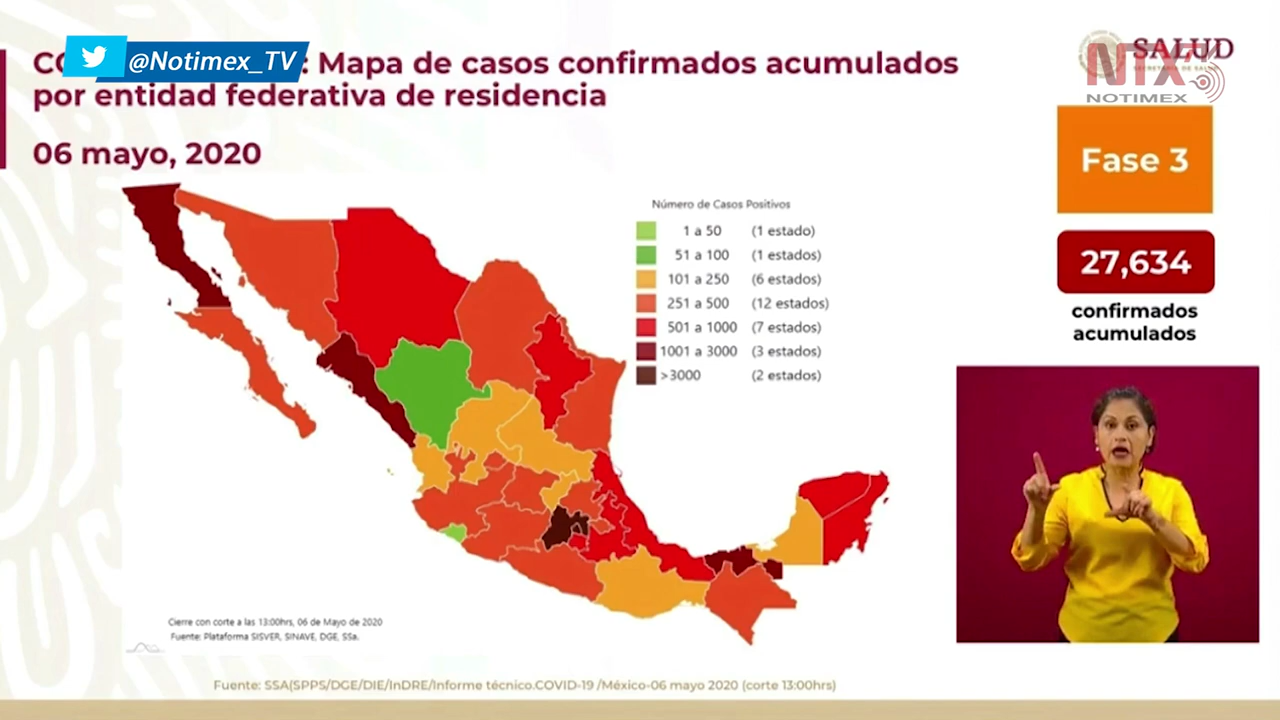 @Notimex_TV
: Mapa de casos confirmados acumulados
por entidad federativa de residencia
06 mayo, 2020
SALUD
SECRETARÍA DE SALUD
NTX
NOTIMEX
Fase 3
27,634
confirmados
acumulados
Número de Casos Positivos
1 a 50 (1 estado)
51 a 100 (1 estados)
101 a 250 (6 estados)
251 a 500 (12 estados)
501 a 1000 (7 estados)
1001 a 3000 (3 estados)
>3000 (2 estados)
Cierre con corte a las 13:00hrs, 06 de Mayo de 2020
Fuente: Plataforma SISVER, SINAVE, DGE, SSa.
Fuente: SSA(SPPS/DGE/DIE/InDRE/Informe técnico.COVID-19 /México-06 mayo 2020 (corte 13:00hrs)